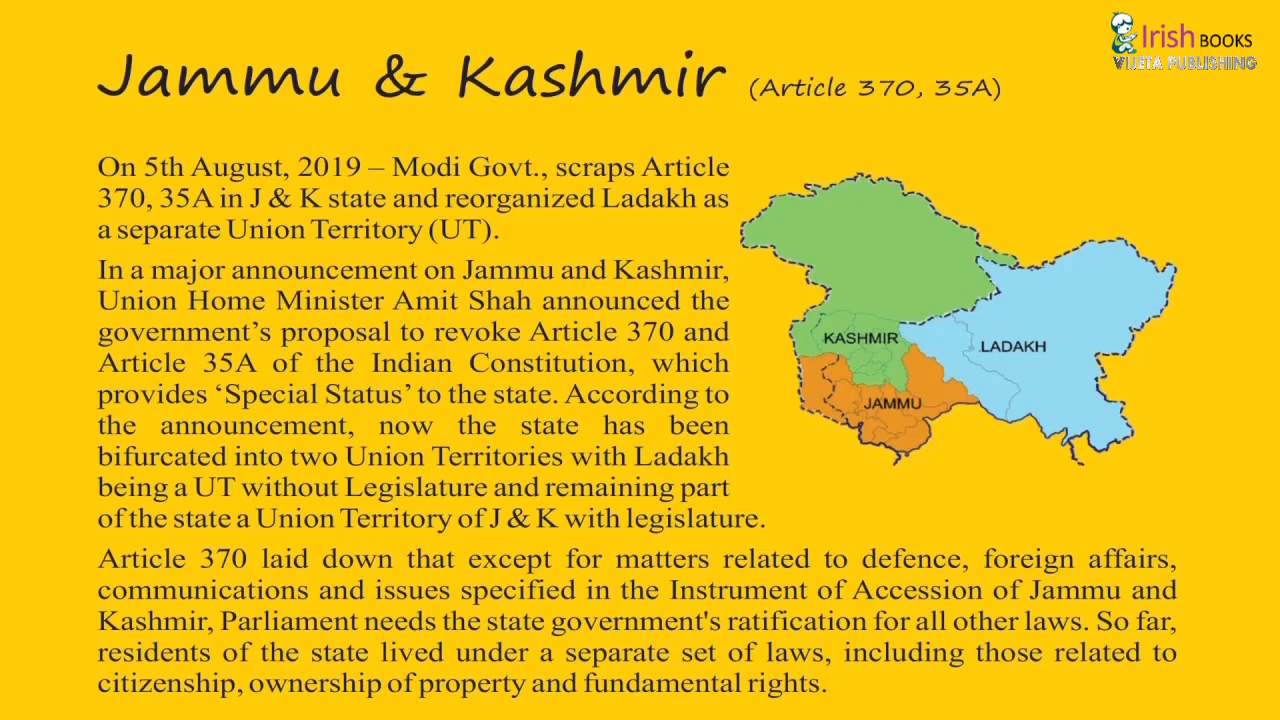 Irish BOOKS
VIJETA PUBLISHING
Jammu & Kashmir (Article 370, 35A)
On 5th August, 2019 – Modi Govt., scraps Article
370, 35A in J & K state and reorganized Ladakh as
a separate Union Territory (UT).
In a major announcement on Jammu and Kashmir,
Union Home Minister Amit Shah announced the
government’s proposal to revoke Article 370 and
Article 35A of the Indian Constitution, which
provides ‘Special Status’ to the state. According to
the announcement, now the state has been
bifurcated into two Union Territories with Ladakh
being a UT without Legislature and remaining part
of the state a Union Territory of J & K with legislature.
KASHMIR
LADAKH
JAMMU
Article 370 laid down that except for matters related to defence, foreign affairs,
communications and issues specified in the Instrument of Accession of Jammu and
Kashmir, Parliament needs the state government's ratification for all other laws. So far,
residents of the state lived under a separate set of laws, including those related to
citizenship, ownership of property and fundamental rights.